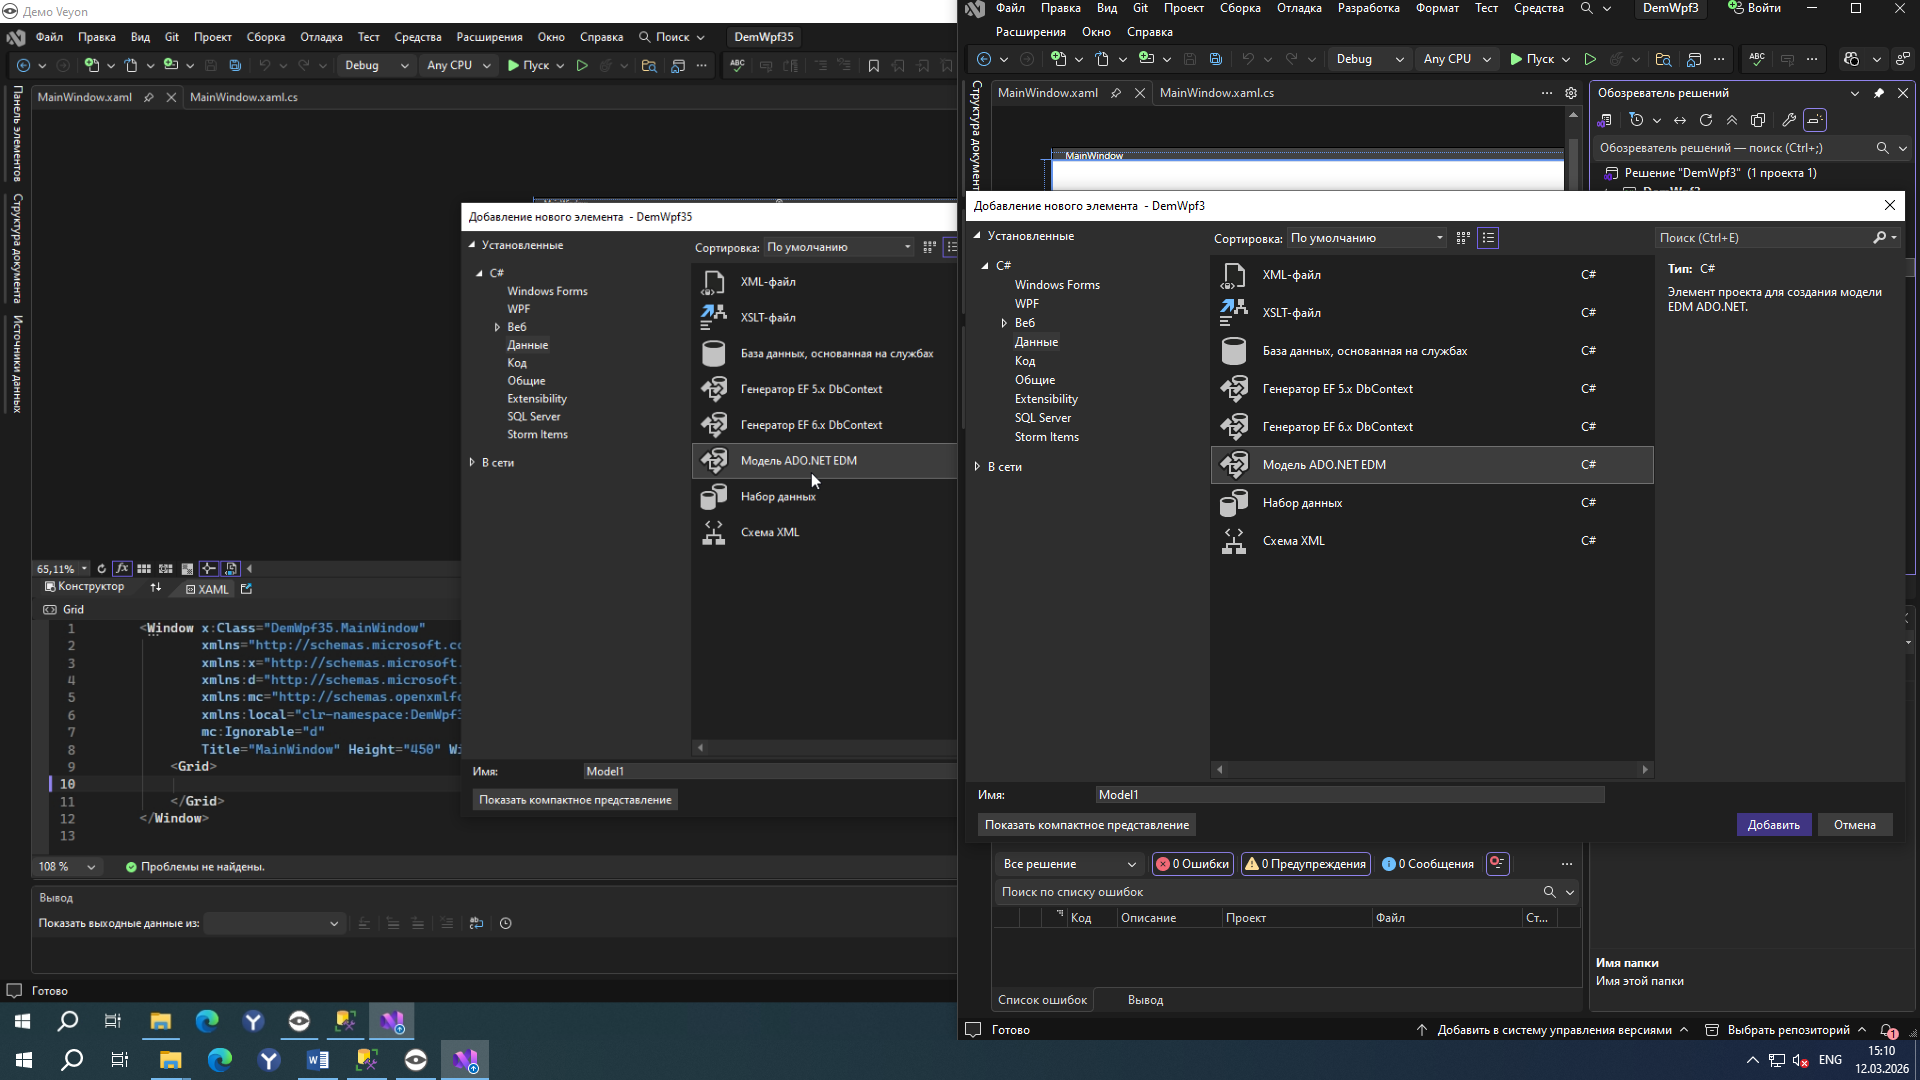 Демо Veyon
Файл Правка Вид Git Проект Сборка Отладка Тест Средства Расширения Окно Справка Поиск DemWpf35
Debug Any CPU Пуск
Панель элементов
Структура документа
Источники данных
MainWindow.xaml MainWindow.xaml.cs
Добавление нового элемента - DemWpf35
Установленные
Сортировка: По умолчанию
C#
Windows Forms
WPF
Веб
Данные
Код
Общие
Extensibility
SQL Server
Storm Items
В сети
XML-файл
XSLT-файл
База данных, основанная на службах
Генератор EF 5.x DbContext
Генератор EF 6.x DbContext
Модель ADO.NET EDM
Набор данных
Схема XML
Имя: Model1
Показать компактное представление
65,11%
Конструктор XAML
Grid
1 <Window x:Class="DemWpf35.MainWindow"
2 xmlns="http://schemas.microsoft.co
3 xmlns:x="http://schemas.microsoft.
4 xmlns:d="http://schemas.microsoft.
5 xmlns:mc="http://schemas.openxmlfo
6 xmlns:local="clr-namespace:DemWpf3
7 mc:Ignorable="d"
8 Title="MainWindow" Height="450" Wi
9 <Grid>
10
11 </Grid>
12 </Window>
13
108 % Проблемы не найдены.
Вывод
Показать выходные данные из:
Готово
Файл Правка Вид Git Проект Сборка Отладка Разработка Формат Тест Средства DemWpf3 Войти
Расширения Окно Справка
Debug Any CPU Пуск
Структура документ
MainWindow.xaml MainWindow.xaml.cs
MainWindow
Обозреватель решений
Обозреватель решений — поиск (Ctrl+;)
Решение "DemWpf3" (1 проекта 1)
DemWpf3
Добавление нового элемента - DemWpf3
Установленные
Сортировка: По умолчанию
Поиск (Ctrl+E)
C#
Windows Forms
WPF
Веб
Данные
Код
Общие
Extensibility
SQL Server
Storm Items
В сети
XML-файл C#
XSLT-файл C#
База данных, основанная на службах C#
Генератор EF 5.x DbContext C#
Генератор EF 6.x DbContext C#
Модель ADO.NET EDM C#
Набор данных C#
Схема XML C#
Тип: C#
Элемент проекта для создания модели
EDM ADO.NET.
Имя: Model1
Показать компактное представление
Добавить Отмена
Все решение 0 Ошибки 0 Предупреждения 0 Сообщения
Поиск по списку ошибок
Код Описание Проект Файл Ст...
Имя папки
Имя этой папки
Список ошибок Вывод
Готово Добавить в систему управления версиями Выбрать репозиторий 1
ENG
15:10
12.03.2026